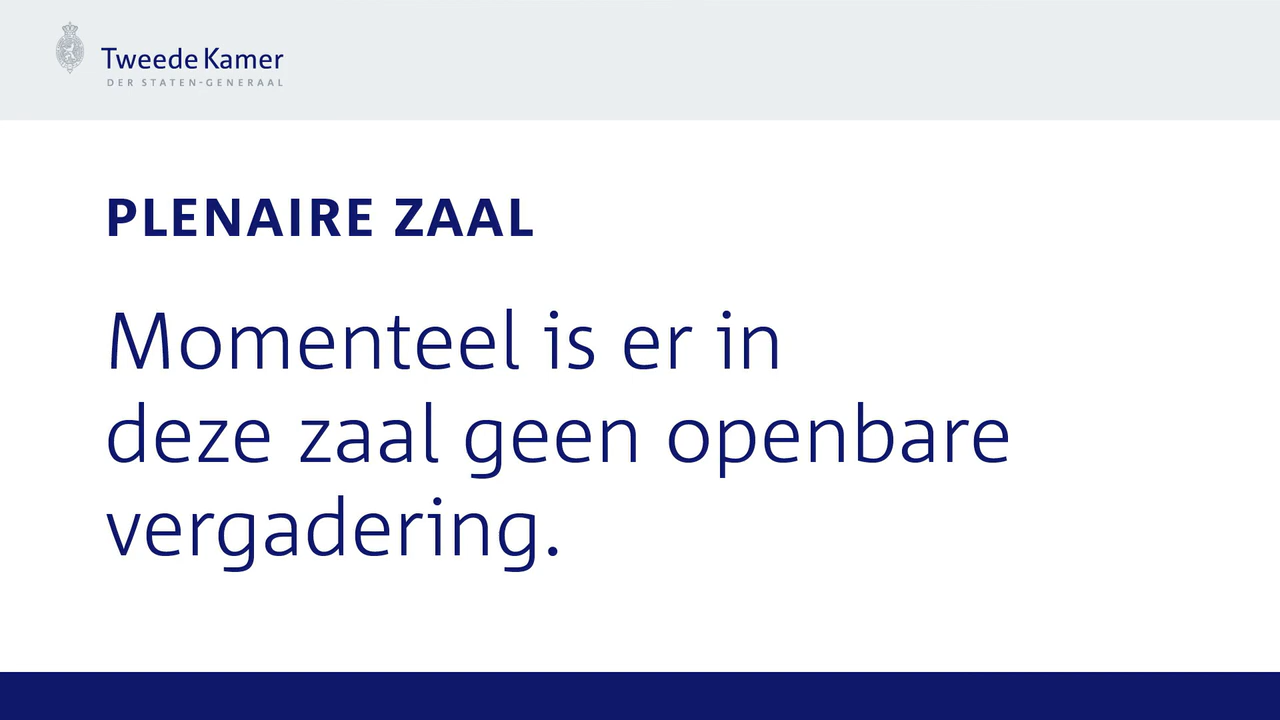 Tweede Kamer
DER STATEN-GENERAAL
PLENAIRE ZAAL
Momenteel is er in
deze zaal geen openbare
vergadering.